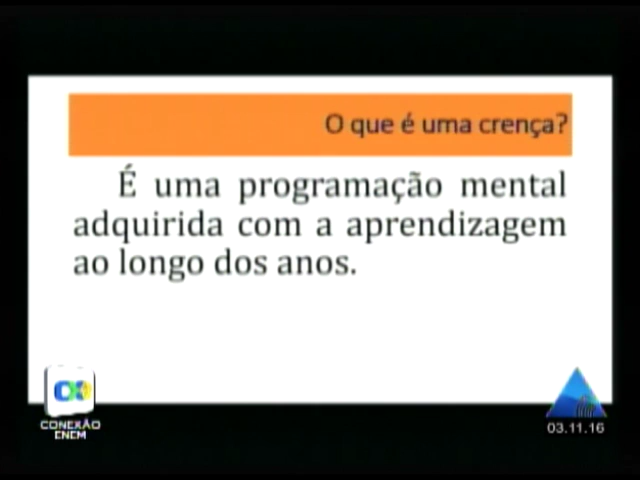 O que é uma crença?
É uma programação mental
adquirida com a aprendizagem
ao longo dos anos.
CONEXÃO
ENEM
03.11.16